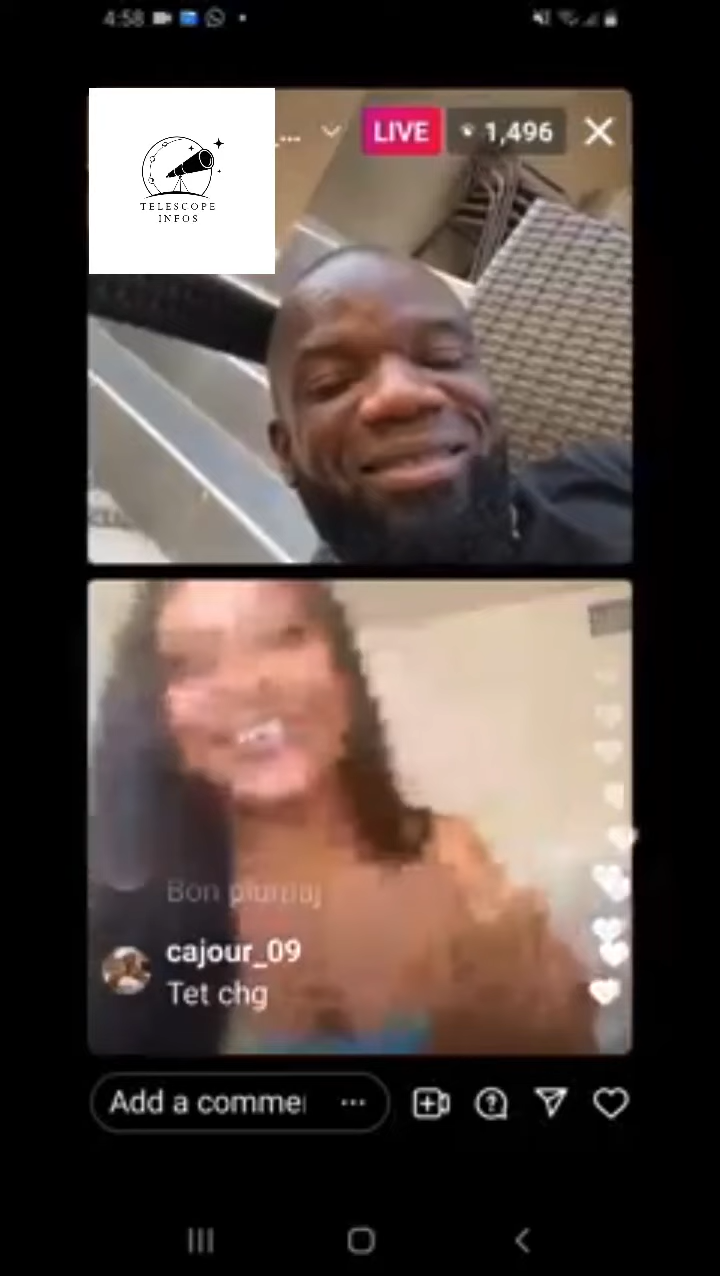 4:58
...
LIVE
1,496
TELESCOPE
INFOS
cajour_09
Tet chg
Add a comme